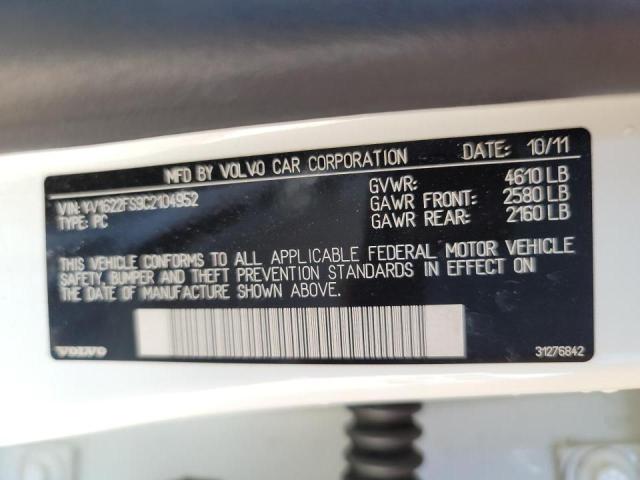 MFD BY VOLVO CAR CORPORATION DATE: 10/11
VIN: YV1622FS9C2104952
TYPE: PC
GVWR: 4610 LB
GAWR FRONT: 2580 LB
GAWR REAR: 2160 LB
THIS VEHICLE CONFORMS TO ALL APPLICABLE FEDERAL MOTOR VEHICLE
SAFETY, BUMPER AND THEFT PREVENTION STANDARDS IN EFFECT ON
THE DATE OF MANUFACTURE SHOWN ABOVE.
VOLVO 31276842